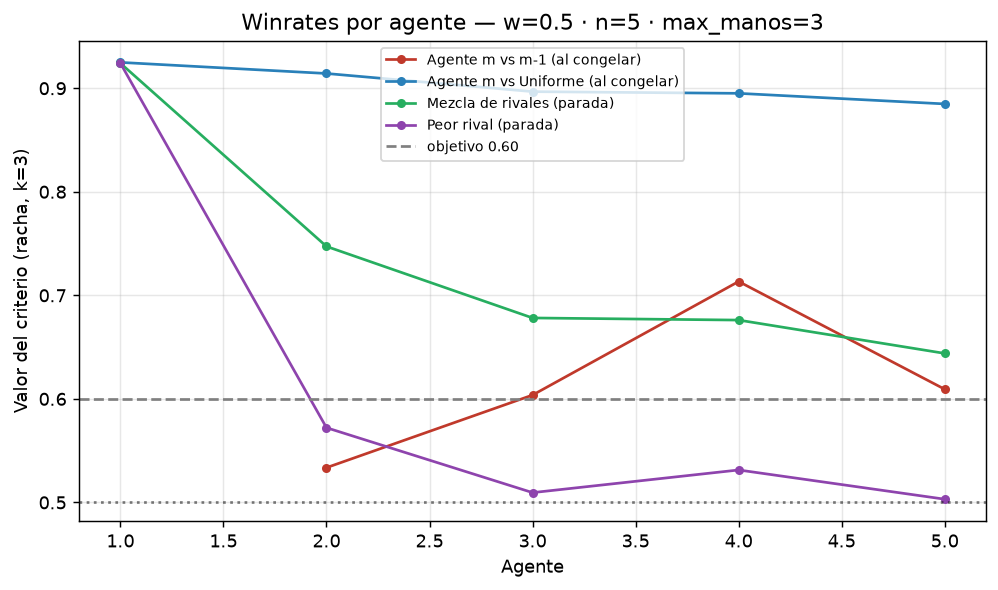 Winrates por agente — w=0.5 · n=5 · max_manos=3
Agente m vs m-1 (al congelar)
Agente m vs Uniforme (al congelar)
Mezcla de rivales (parada)
Peor rival (parada)
objetivo 0.60
Valor del criterio (racha, k=3)
0.9
0.8
0.7
0.6
0.5
1.0 1.5 2.0 2.5 3.0 3.5 4.0 4.5 5.0
Agente